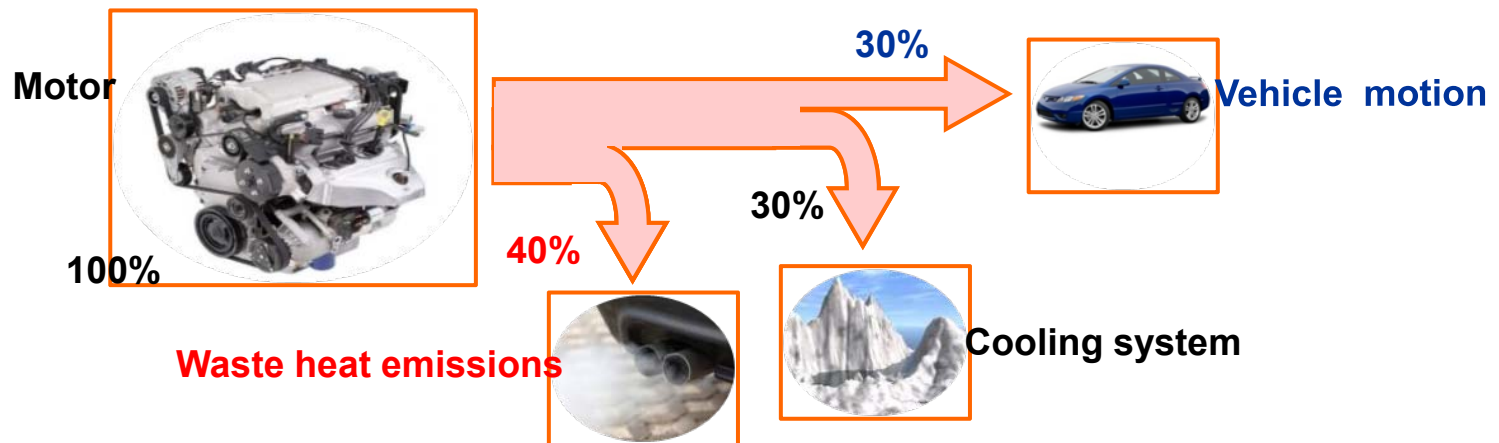 30%
Motor
Vehicle motion
30%
40%
100%
Cooling system
Waste heat emissions